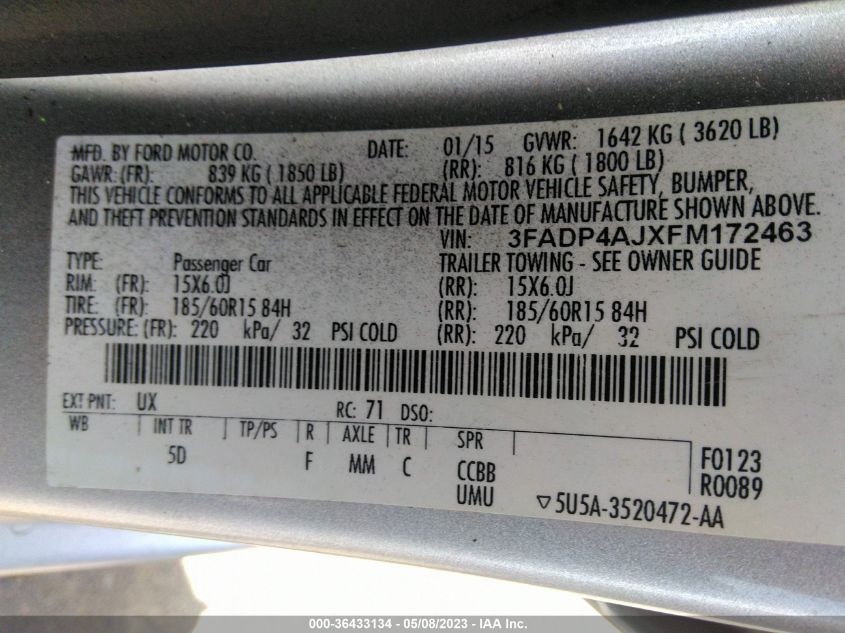 MFD. BY FORD MOTOR CO. DATE: 01/15 GVWR: 1642 KG ( 3620 LB)
GAWR: (FR): 839 KG ( 1850 LB) (RR): 816 KG ( 1800 LB)
THIS VEHICLE CONFORMS TO ALL APPLICABLE FEDERAL MOTOR VEHICLE SAFETY, BUMPER,
AND THEFT PREVENTION STANDARDS IN EFFECT ON THE DATE OF MANUFACTURE SHOWN ABOVE.
VIN: 3FADP4AJXFM172463
TYPE: Passenger Car TRAILER TOWING - SEE OWNER GUIDE
RIM: (FR): 15X6.0J (RR): 15X6.0J
TIRE: (FR): 185/60R15 84H (RR): 185/60R15 84H
PRESSURE: (FR): 220 kPa/ 32 PSI COLD (RR): 220 kPa/ 32 PSI COLD
EXT PNT: UX RC: 71 DSO:
WB INT TR TP/PS R AXLE TR SPR F0123
5D F MM C CCBB R0089
UMU ▽5U5A-3520472-AA
000-36433134 - 05/08/2023 - IAA Inc.